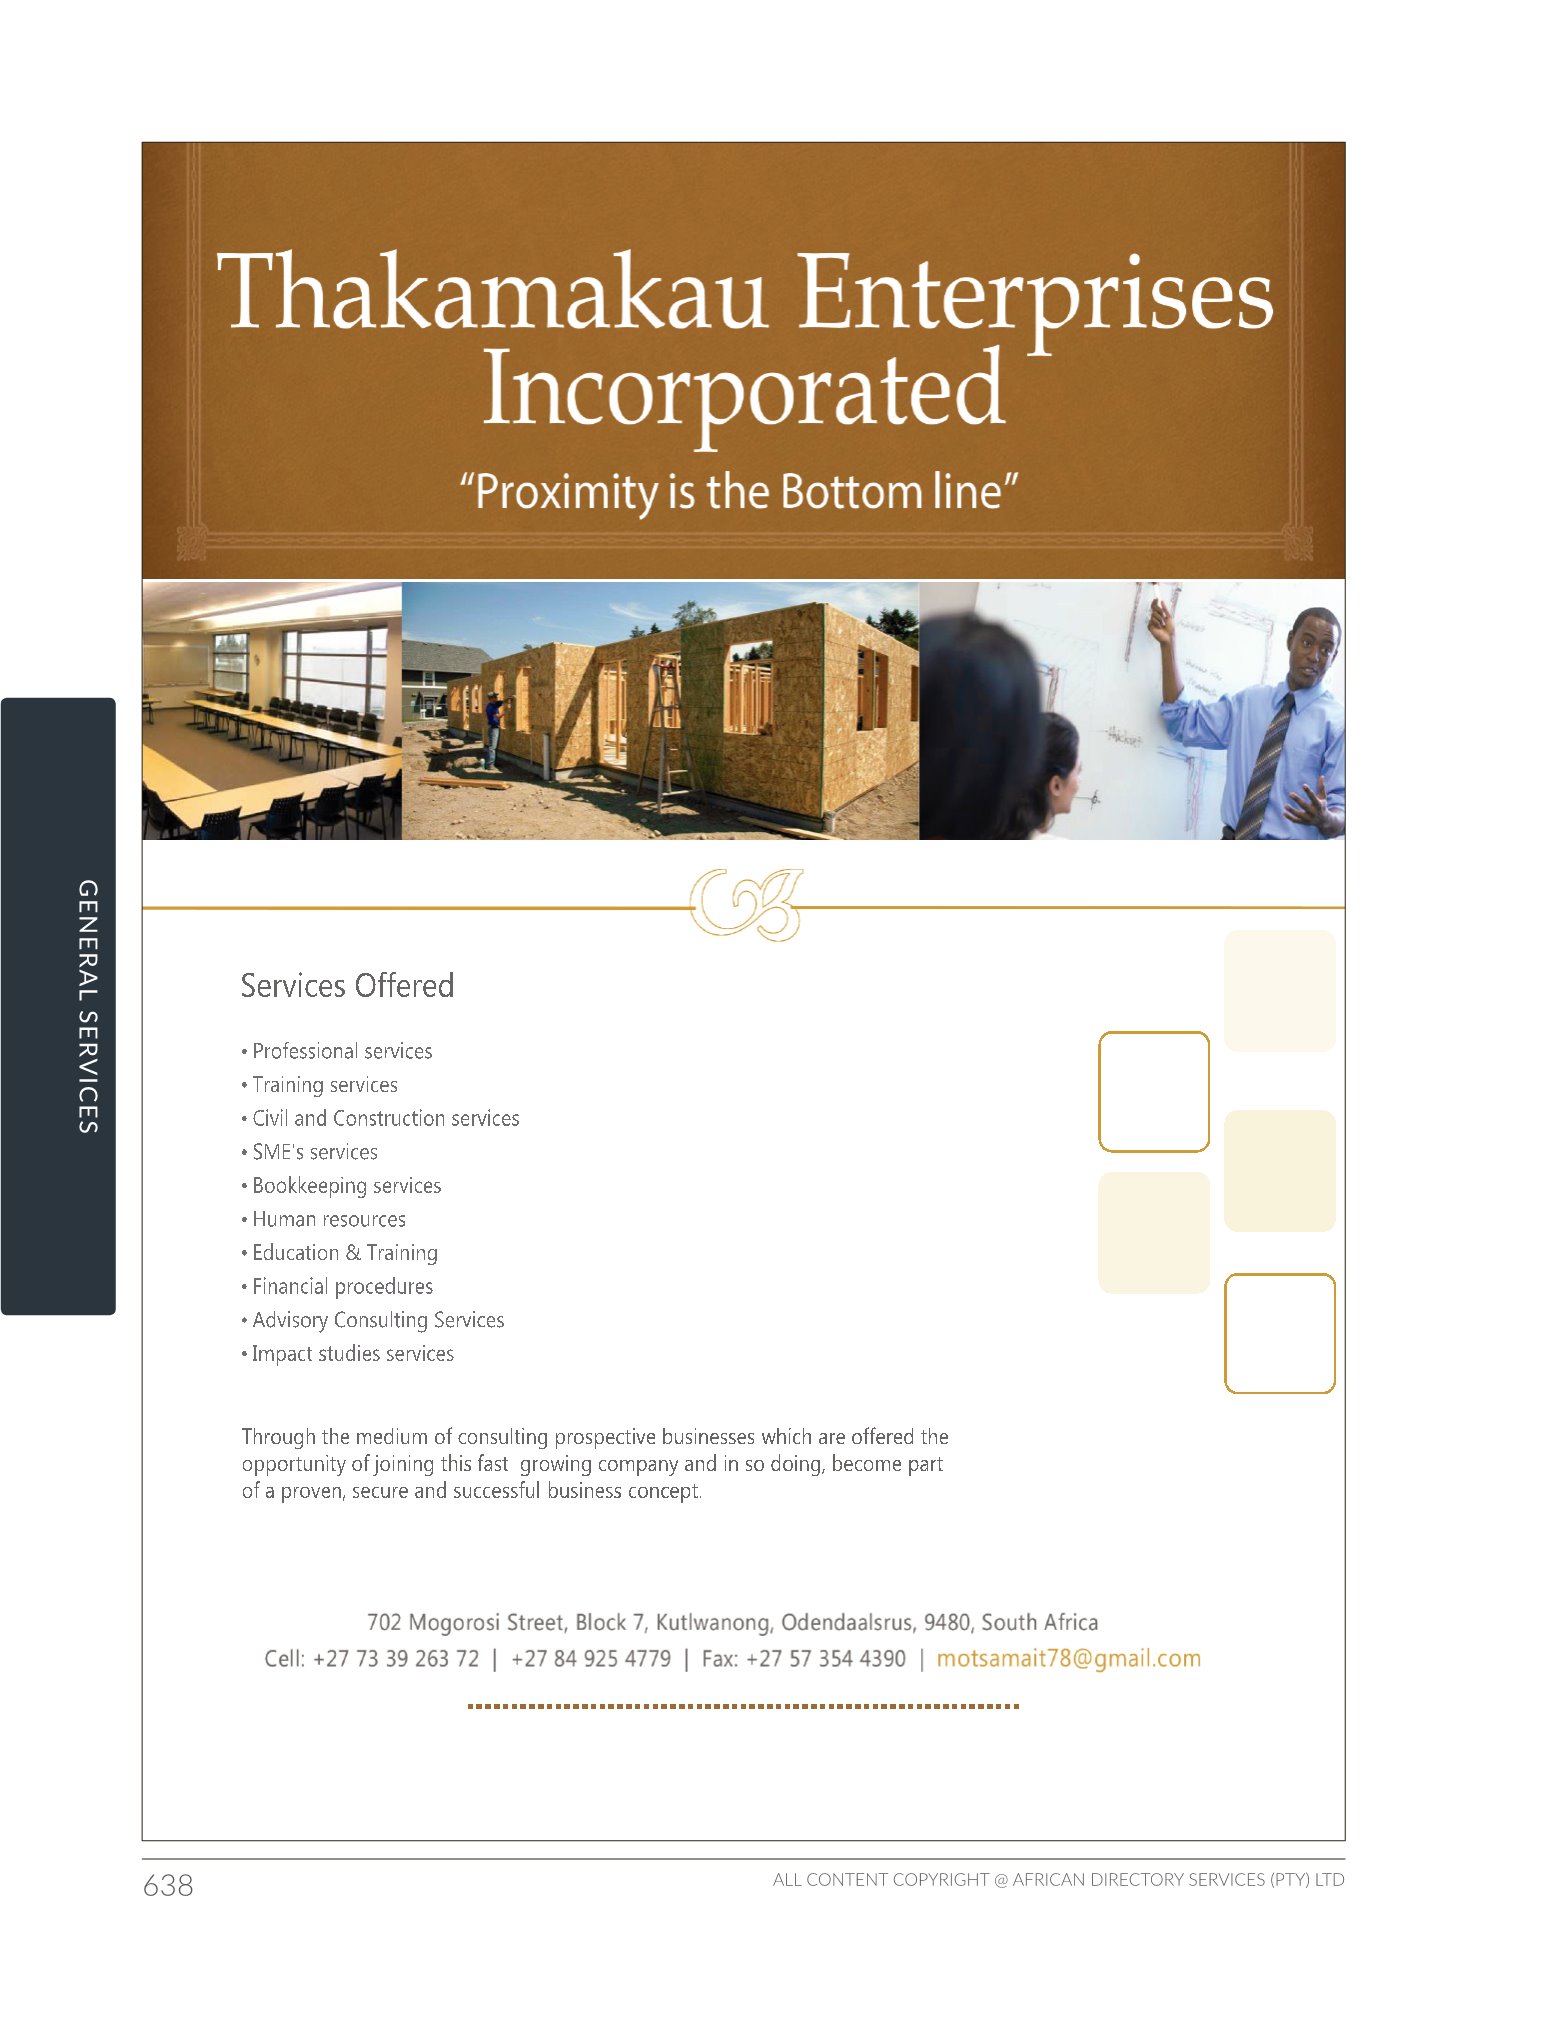 Thakamakau Enterprises
Incorporated
“Proximity is the Bottom line”
GENERAL SERVICES
Services Offered
• Professional services
• Training services
• Civil and Construction services
• SME's services
• Bookkeeping services
• Human resources
• Education & Training
• Financial procedures
• Advisory Consulting Services
• Impact studies services
Through the medium of consulting prospective businesses which are offered the
opportunity of joining this fast growing company and in so doing, become part
of a proven, secure and successful business concept.
702 Mogorosi Street, Block 7, Kutlwanong, Odendaalsrus, 9480, South Africa
Cell: +27 73 39 263 72 | +27 84 925 4779 | Fax: +27 57 354 4390 | motsamait78@gmail.com
638
ALL CONTENT COPYRIGHT @ AFRICAN DIRECTORY SERVICES (PTY) LTD